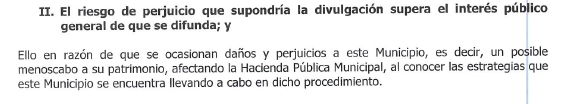 II. El riesgo de perjuicio que supondría la divulgación supera el interés público
general de que se difunda; y
Ello en razón de que se ocasionan daños y perjuicios a este Municipio, es decir, un posible
menoscabo a su patrimonio, afectando la Hacienda Pública Municipal, al conocer las estrategias que
este Municipio se encuentra llevando a cabo en dicho procedimiento.